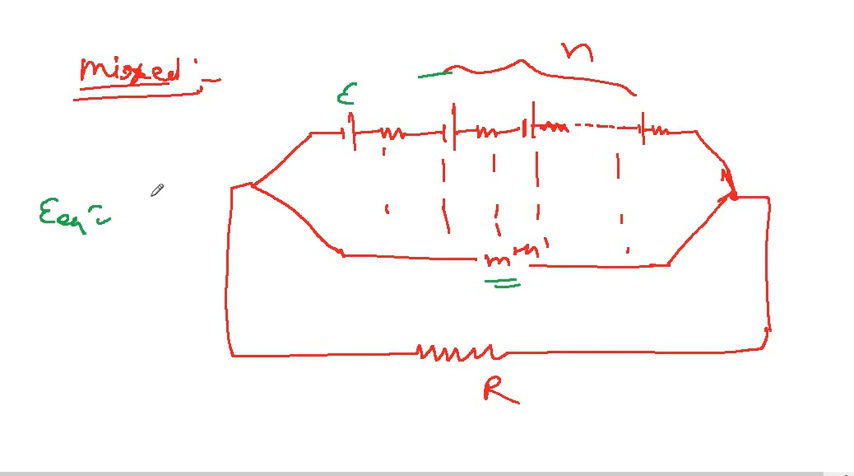 Mixed :-
n
ε
εeq =
m
R